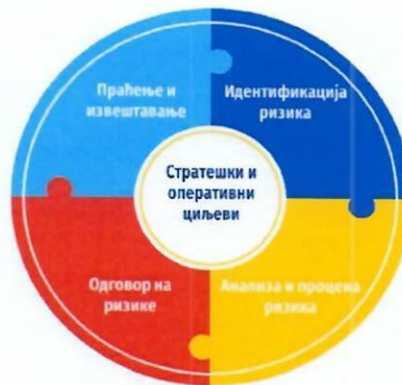 Праћење и
извештавање
Идентификација
ризика
Стратешки и
оперативни
циљеви
Одговор на
ризике
Анализа и процена
ризика